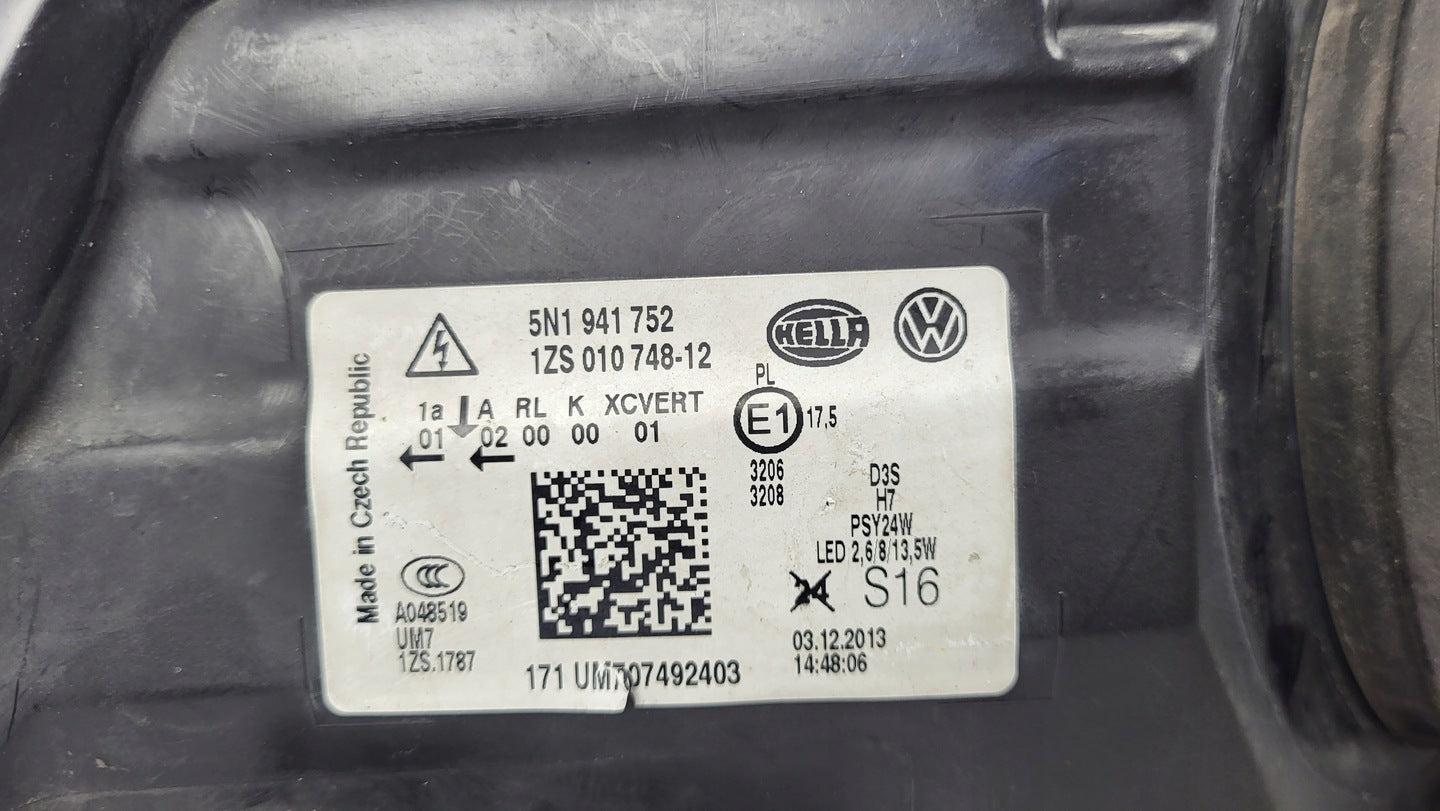 Made in Czech Republic
5N1 941 752
1ZS 010 748-12
HELLA
VW
1a A RL K XCVERT
01 02 00 00 01
PL
E1 17,5
3206
3208
D3S
H7
PSY24W
LED 2,6/8/13,5W
24 S16
CCC
A048519
UM7
1ZS.1787
03.12.2013
14:48:06
171 UM707492403